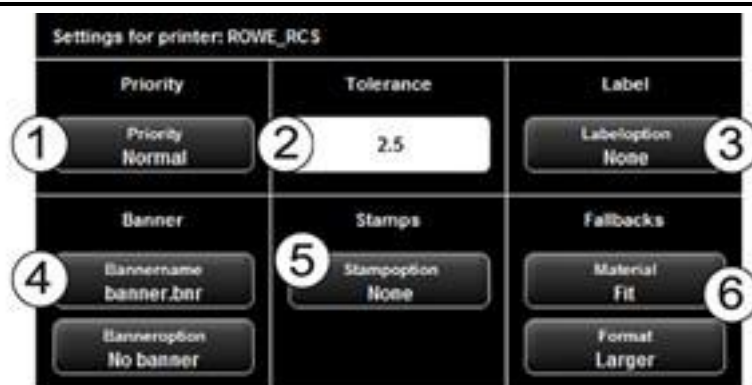 Settings for printer: ROWE_RCS
Priority
Tolerance
Label
1
Priority
Normal
2
2.5
Labeloption
None
3
Banner
Stamps
Fallbacks
4
Bannername
banner.bnr
5
Stampoption
None
Material
Fit
6
Banneroption
No banner
Format
Larger